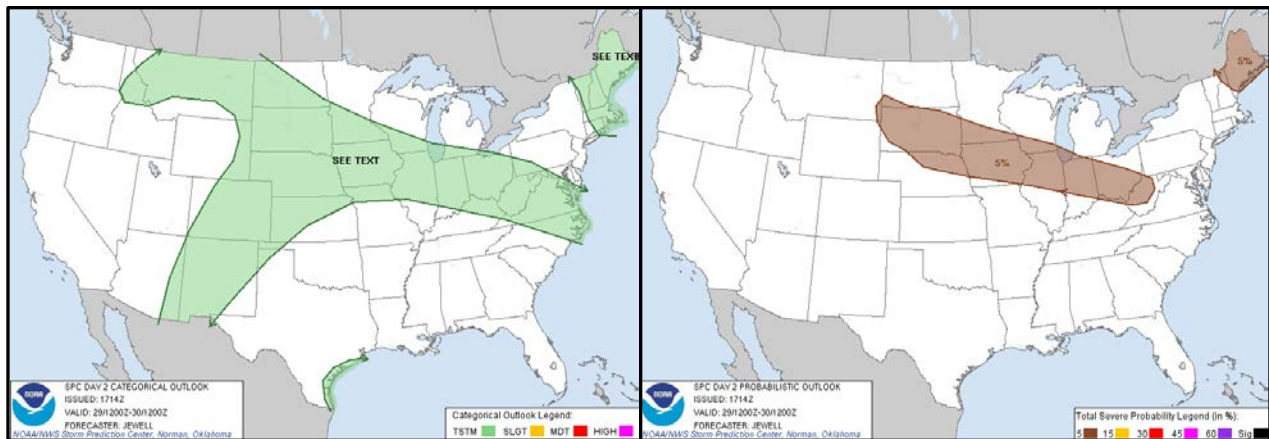 SEE TEXT
SEE TEXT
NOAA
SPC DAY 2 CATEGORICAL OUTLOOK
ISSUED: 1714Z
VALID: 29/1200Z-30/1200Z
FORECASTER: JEWELL
NOAA/NWS Storm Prediction Center, Norman, Oklahoma
Categorical Outlook Legend:
TSTM SLGT MDT HIGH
5%
5%
NOAA
SPC DAY 2 PROBABILISTIC OUTLOOK
ISSUED: 1714Z
VALID: 29/1200Z-30/1200Z
FORECASTER: JEWELL
NOAA/NWS Storm Prediction Center, Norman, Oklahoma
Total Severe Probability Legend (in %):
5 15 30 45 60 Sig